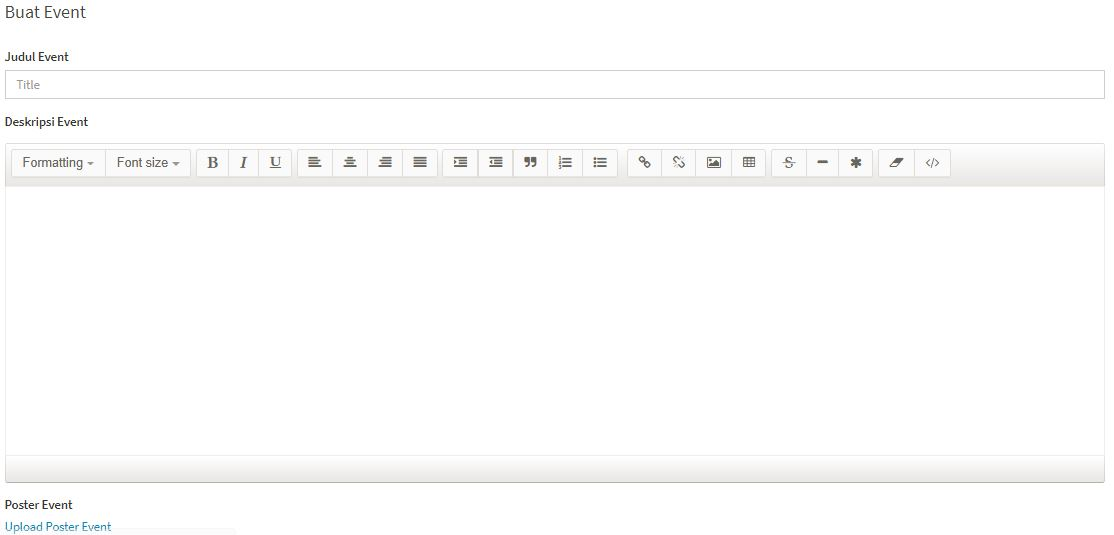 Buat Event
Judul Event
Title
Deskripsi Event
Formatting Font size B I U S </>
Poster Event
Upload Poster Event